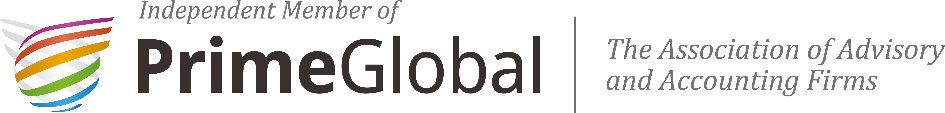 Independent Member of
PrimeGlobal
The Association of Advisory
and Accounting Firms